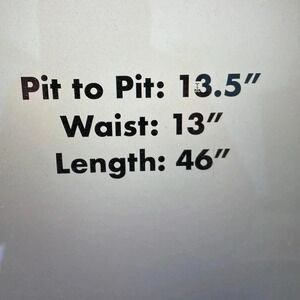 Pit to Pit: 13.5″
Waist: 13″
Length: 46″